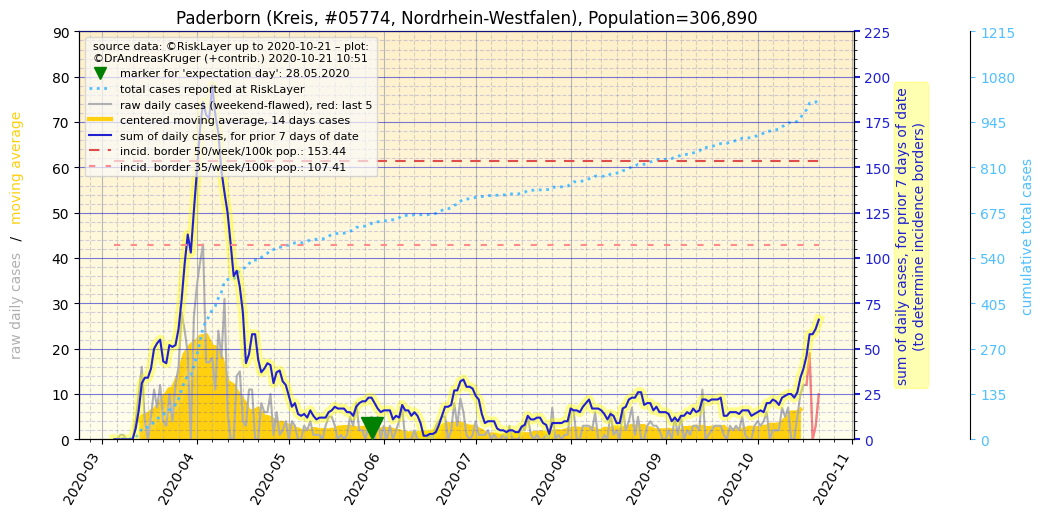 Paderborn (Kreis, #05774, Nordrhein-Westfalen), Population=306,890
source data: ©RiskLayer up to 2020-10-21 – plot:
©DrAndreasKruger (+contrib.) 2020-10-21 10:51
marker for 'expectation day': 28.05.2020
total cases reported at RiskLayer
raw daily cases (weekend-flawed), red: last 5
centered moving average, 14 days cases
sum of daily cases, for prior 7 days of date
incid. border 50/week/100k pop.: 153.44
incid. border 35/week/100k pop.: 107.41
raw daily cases / moving average
90
80
70
60
50
40
30
20
10
0
2020-03
2020-04
2020-05
2020-06
2020-07
2020-08
2020-09
2020-10
2020-11
225
200
175
150
125
100
75
50
25
0
sum of daily cases, for prior 7 days of date
(to determine incidence borders)
1215
1080
945
810
675
540
405
270
135
0
cumulative total cases